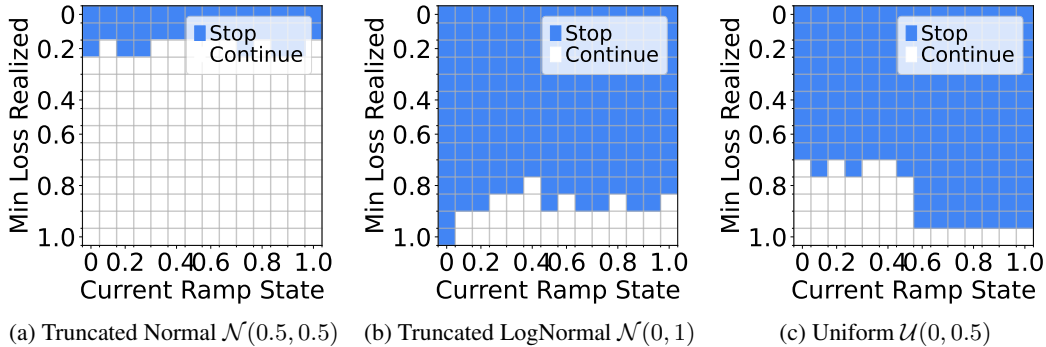 Min Loss Realized
0
0.2
0.4
0.6
0.8
1.0
Stop
Continue
0 0.2 0.4 0.6 0.8 1.0
Current Ramp State
(a) Truncated Normal 𝒩(0.5, 0.5)
Min Loss Realized
0
0.2
0.4
0.6
0.8
1.0
Stop
Continue
0 0.2 0.4 0.6 0.8 1.0
Current Ramp State
(b) Truncated LogNormal 𝒩(0, 1)
Min Loss Realized
0
0.2
0.4
0.6
0.8
1.0
Stop
Continue
0 0.2 0.4 0.6 0.8 1.0
Current Ramp State
(c) Uniform 𝒰(0, 0.5)